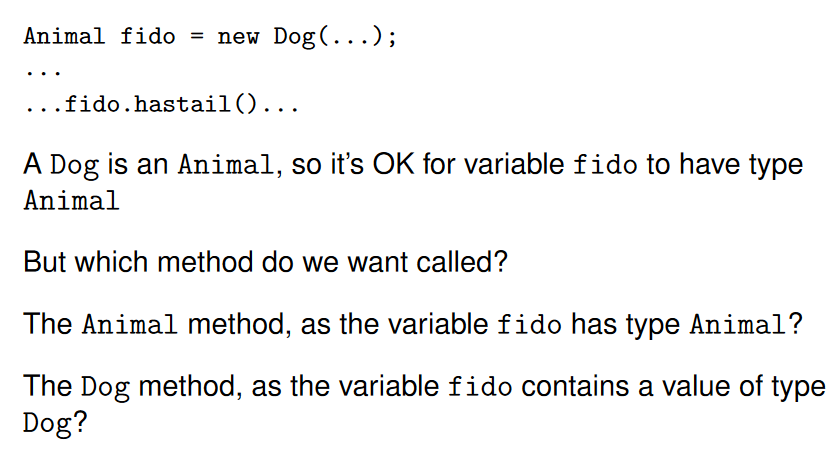 Animal fido = new Dog(...);
...
...fido.hastail()...
A Dog is an Animal, so it's OK for variable fido to have type
Animal
But which method do we want called?
The Animal method, as the variable fido has type Animal?
The Dog method, as the variable fido contains a value of type
Dog?